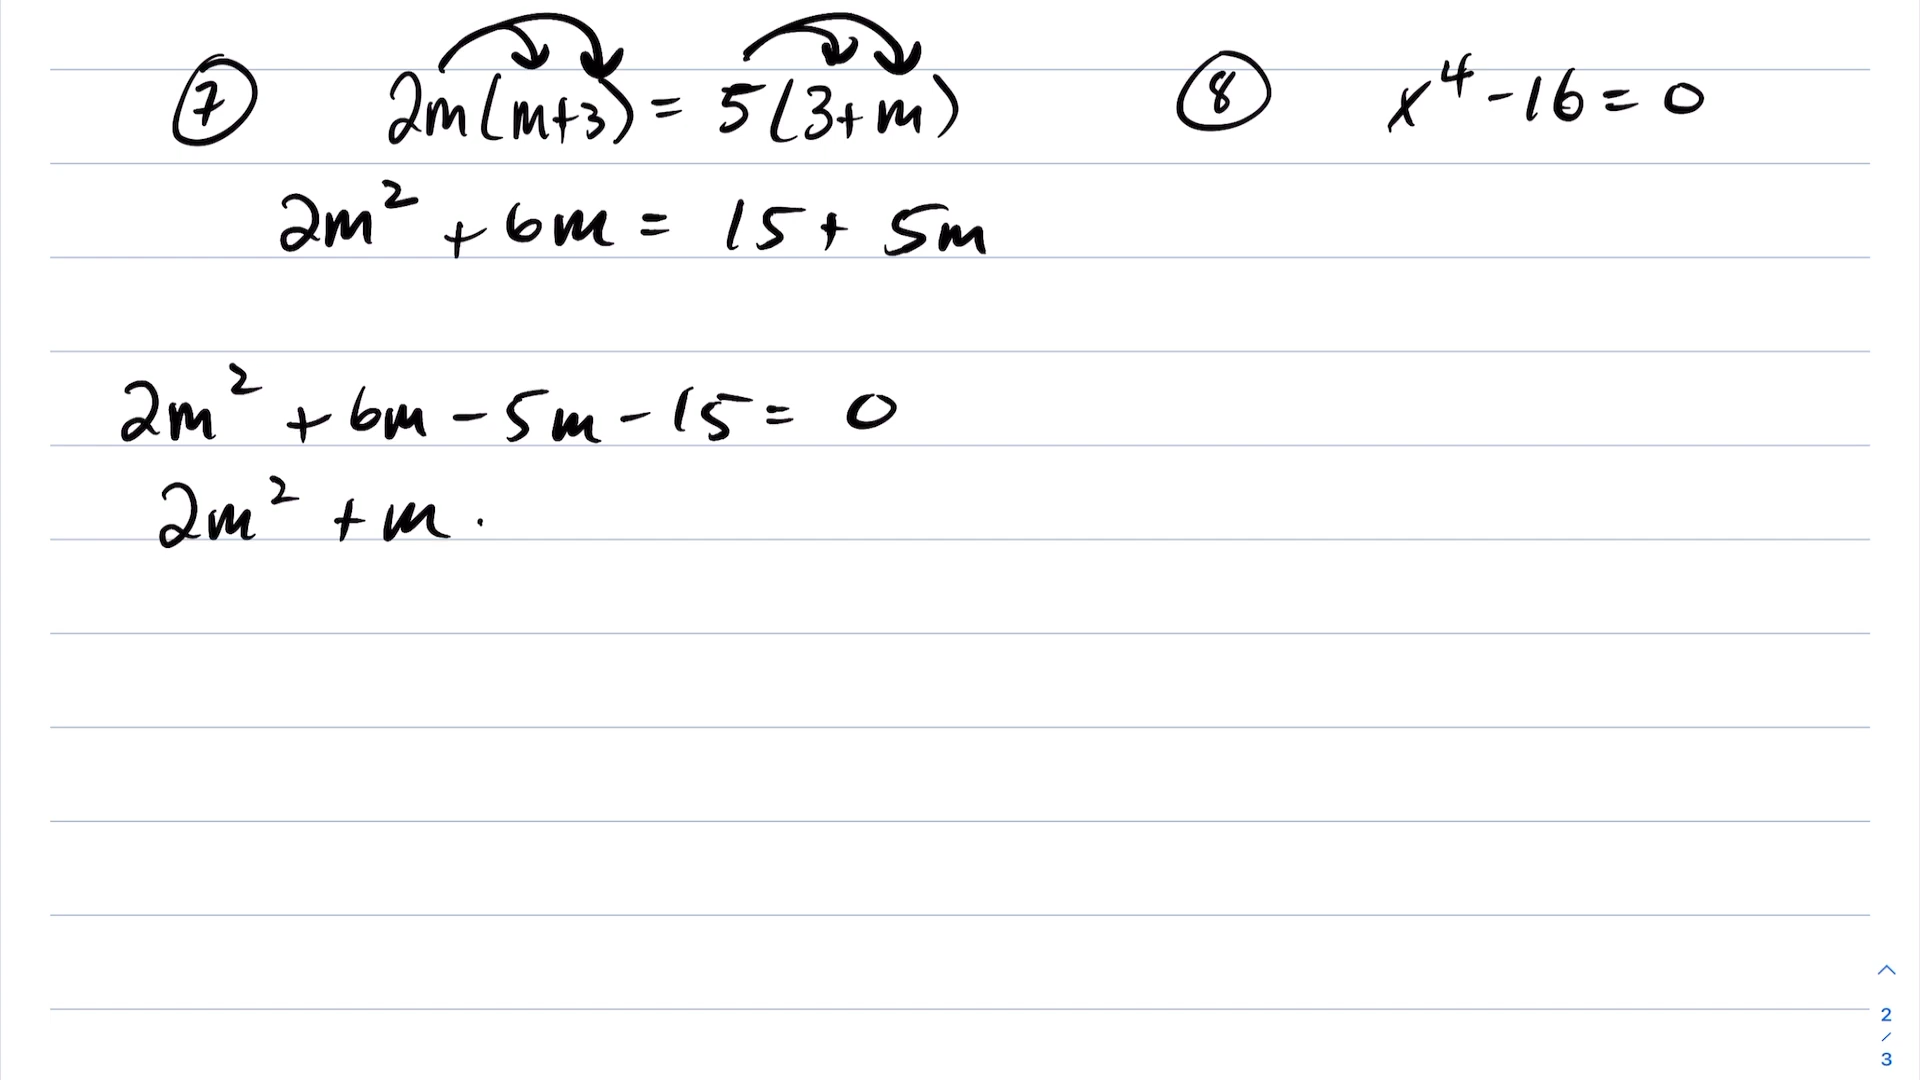 ⑦ 2m(m+3) = 5(3+m)
2m² + 6m = 15 + 5m
2m² + 6m - 5m - 15 = 0
2m² + m .
⑧ x⁴ - 16 = 0
2
/
3